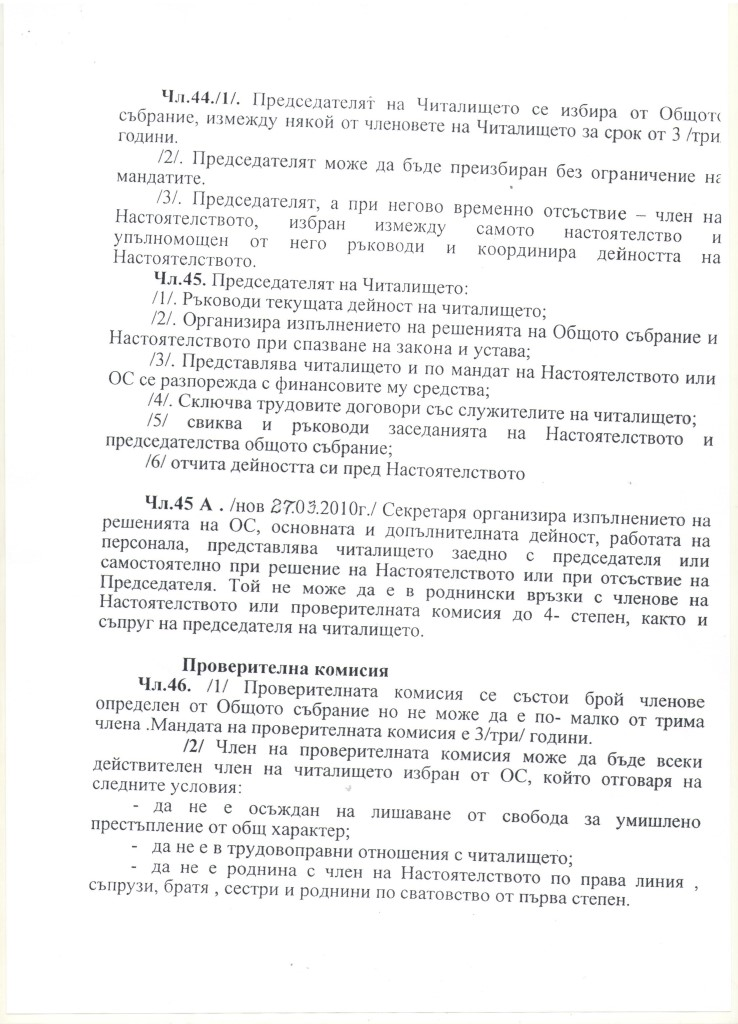 Чл.44./1/. Председателят на Читалището се избира от Общото
събрание, измежду някой от членовете на Читалището за срок от 3 /три
години.
/2/. Председателят може да бъде преизбиран без ограничение на
мандатите.
/3/. Председателят, а при негово временно отсъствие – член на
Настоятелството, избран измежду самото настоятелство и
упълномощен от него ръководи и координира дейността на
Настоятелството.
Чл.45. Председателят на Читалището:
/1/. Ръководи текущата дейност на читалището;
/2/. Организира изпълнението на решенията на Общото събрание и
Настоятелството при спазване на закона и устава;
/3/. Представлява читалището и по мандат на Настоятелството или
ОС се разпорежда с финансовите му средства;
/4/. Сключва трудовите договори със служителите на читалището;
/5/ свиква и ръководи заседанията на Настоятелството и
председателства общото събрание;
/6/ отчита дейността си пред Настоятелството
Чл.45 А . /нов 27.03.2010г./ Секретаря организира изпълнението на
решенията на ОС, основната и допълнителната дейност, работата на
персонала, представлява читалището заедно с председателя или
самостоятелно при решение на Настоятелството или при отсъствие на
Председателя. Той не може да е в роднински връзки с членове на
Настоятелството или проверителната комисия до 4- степен, както и
съпруг на председателя на читалището.
Проверителна комисия
Чл.46. /1/ Проверителната комисия се състои брой членове
определен от Общото събрание но не може да е по- малко от трима
члена .Мандата на проверителната комисия е 3/три/ години.
/2/ Член на проверителната комисия може да бъде всеки
действителен член на читалището избран от ОС, който отговаря на
следните условия:
- да не е осъждан на лишаване от свобода за умишлено
престъпление от общ характер;
- да не е в трудовоправни отношения с читалището;
- да не е роднина с член на Настоятелството по права линия ,
съпрузи, братя , сестри и роднини по сватовство от първа степен.